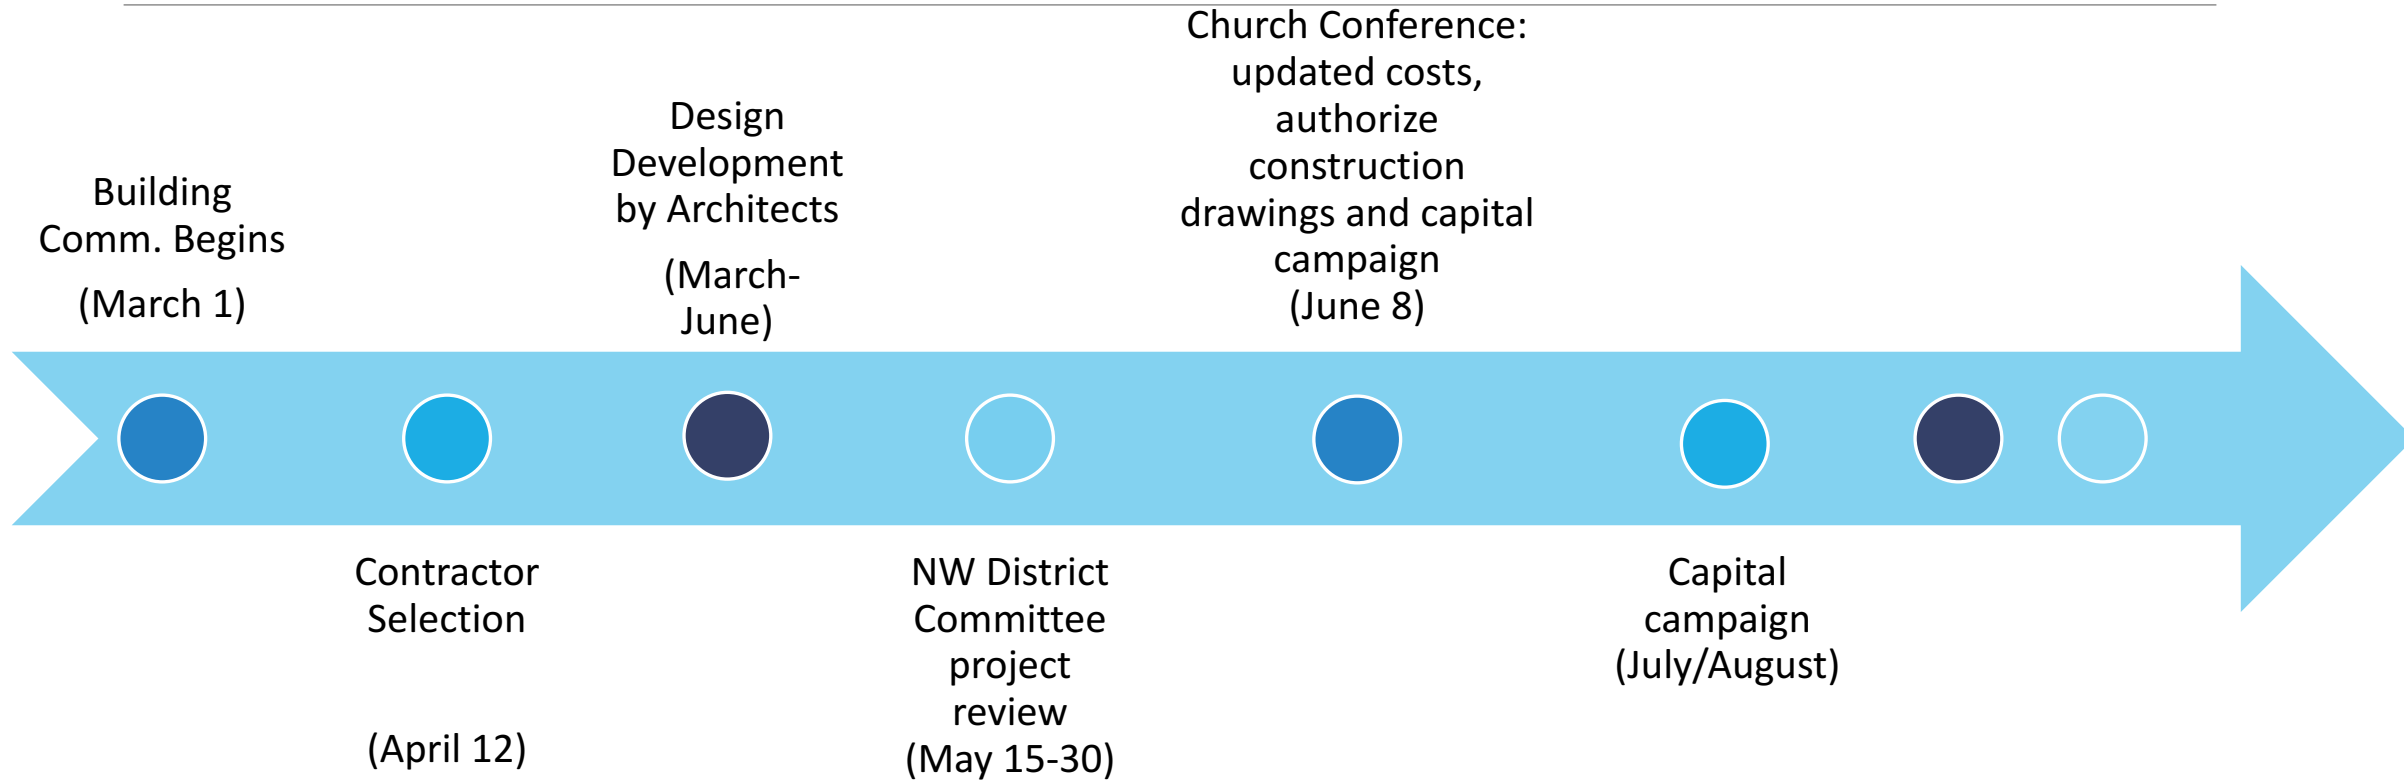 Building
Comm. Begins
(March 1)
Contractor
Selection
(April 12)
Design
Development
by Architects
(March-
June)
NW District
Committee
project
review
(May 15-30)
Church Conference:
updated costs,
authorize
construction
drawings and capital
campaign
(June 8)
Capital
campaign
(July/August)